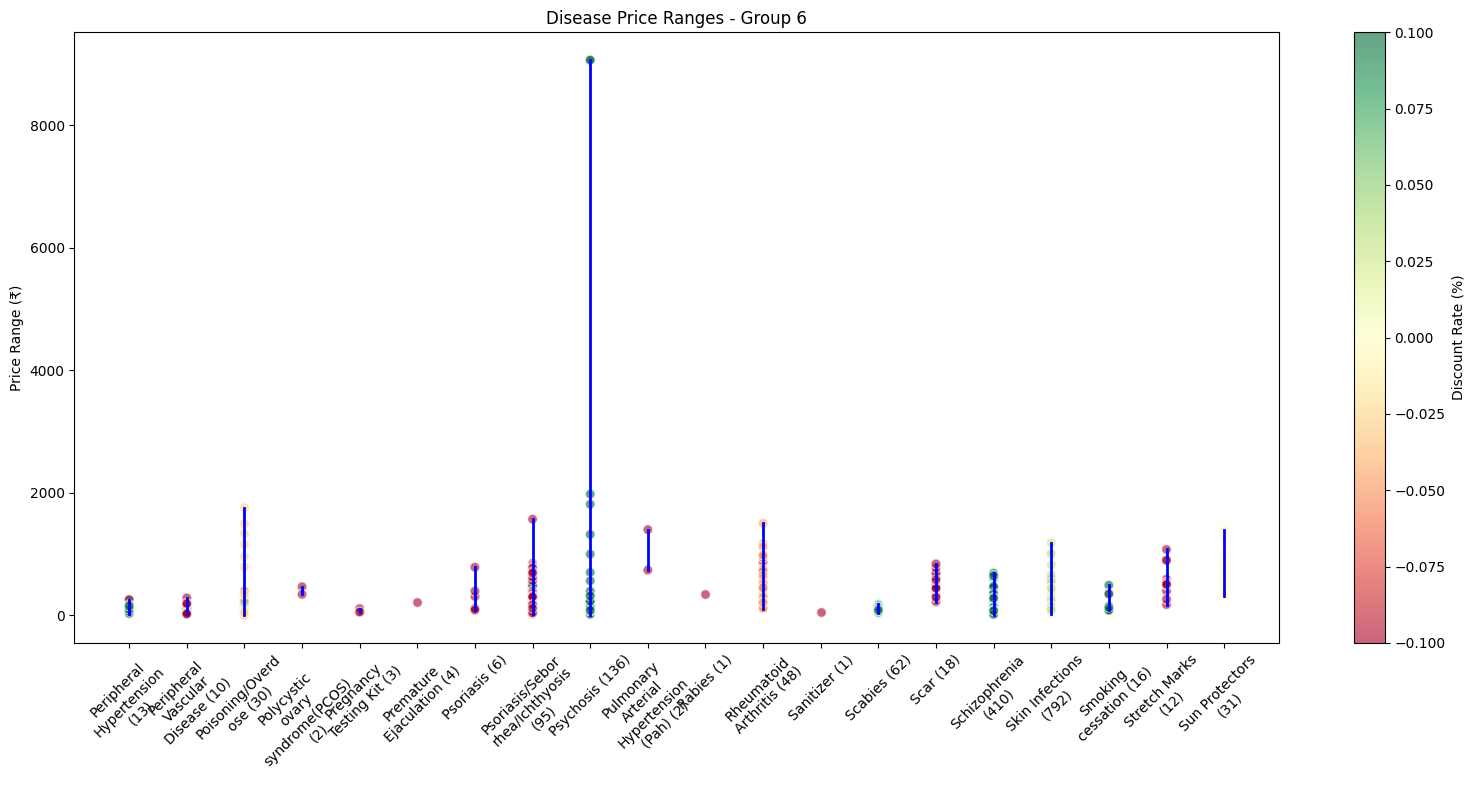 Disease Price Ranges - Group 6
Price Range (₹)
8000
6000
4000
2000
0
Peripheral
Hypertension
(13)
Peripheral
Vascular
Disease (10)
Poisoning/Overd
ose (30)
Polycystic
ovary
syndrome(PCOS)
(2)
Pregnancy
Testing Kit (3)
Premature
Ejaculation (4)
Psoriasis (6)
Psoriasis/Sebor
rhea/Ichthyosis
(95)
Psychosis (136)
Pulmonary
Arterial
Hypertension
(Pah) (2)
Rabies (1)
Rheumatoid
Arthritis (48)
Sanitizer (1)
Scabies (62)
Scar (18)
Schizophrenia
(410)
Skin Infections
(792)
Smoking
cessation (16)
Stretch Marks
(12)
Sun Protectors
(31)
0.100
0.075
0.050
0.025
0.000
−0.025
−0.050
−0.075
−0.100
Discount Rate (%)